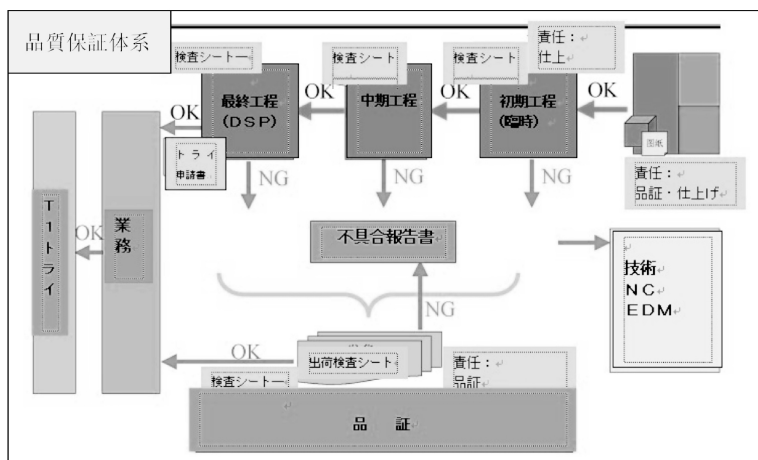 品質保証体系
検査シート
検査シート
検査シート
責任：
仕上
OK
最終工程
（DSP）
OK
中期工程
OK
初期工程
(臨時)
OK
図紙
トライ
申請書
NG
NG
NG
責任：
品証・仕上げ
T1トライ
OK
業務
不具合報告書
技術
NC
EDM
NG
OK
出荷検査シート
検査シート
責任：
品証
品 証